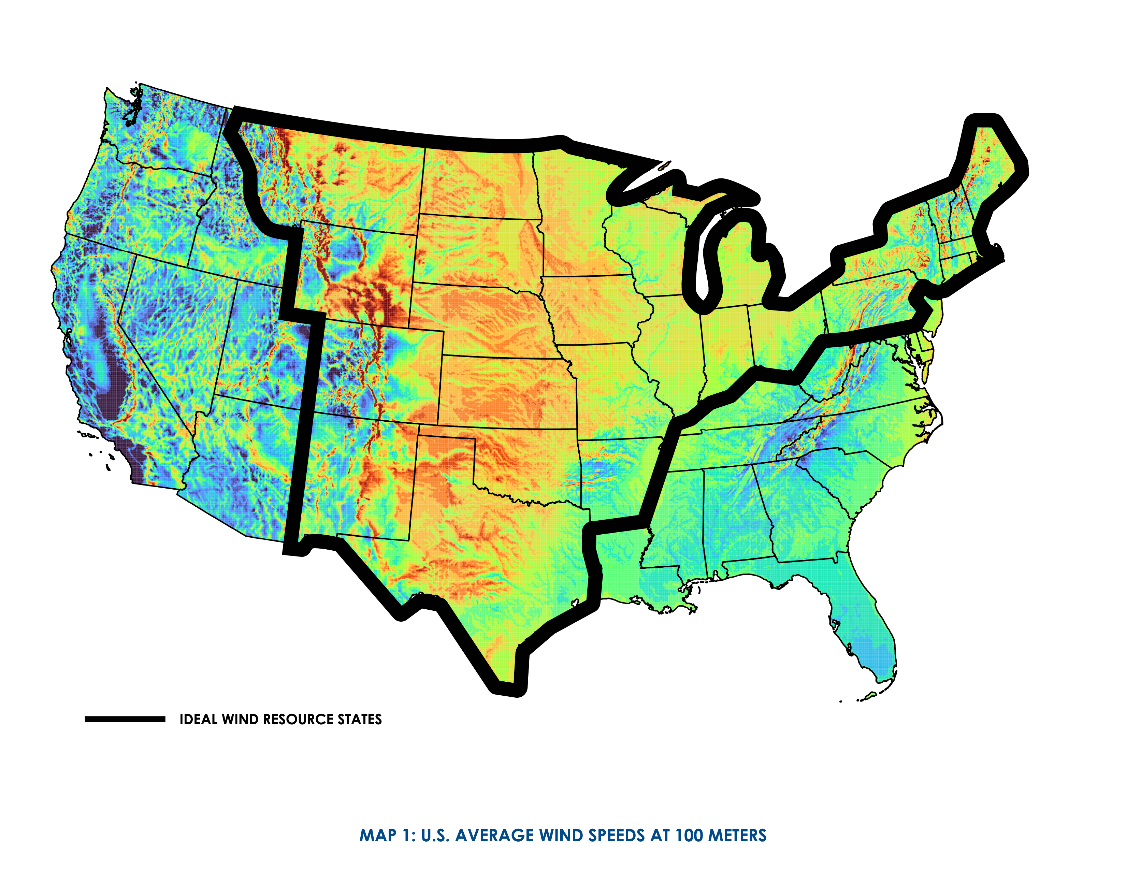 IDEAL WIND RESOURCE STATES
MAP 1: U.S. AVERAGE WIND SPEEDS AT 100 METERS